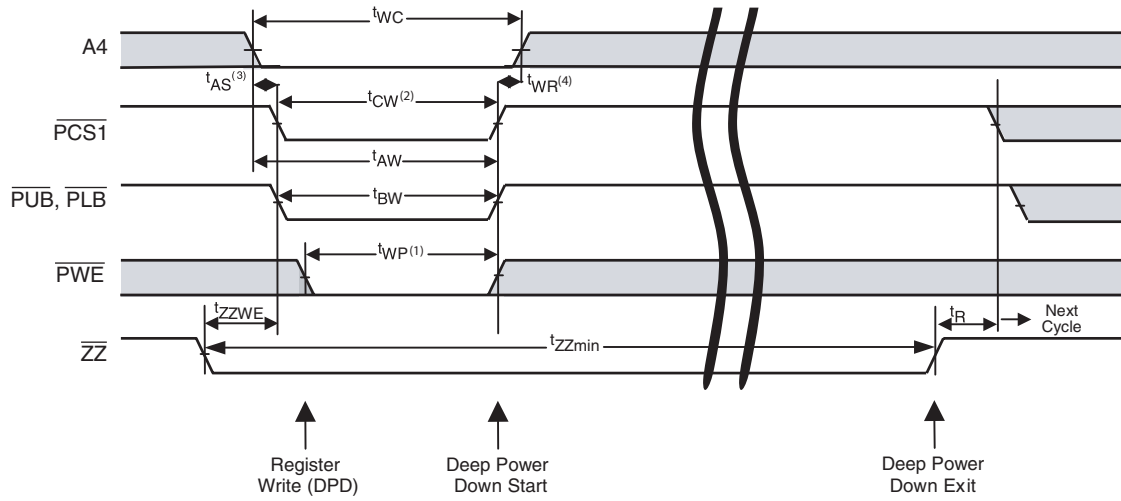 tWC
A4
tAS(3)
tCW(2)
tWR(4)
PCS1
tAW
PUB, PLB
tBW
tWP(1)
PWE
tZZWE
tR
Next
Cycle
tZZmin
ZZ
Register
Write (DPD)
Deep Power
Down Start
Deep Power
Down Exit